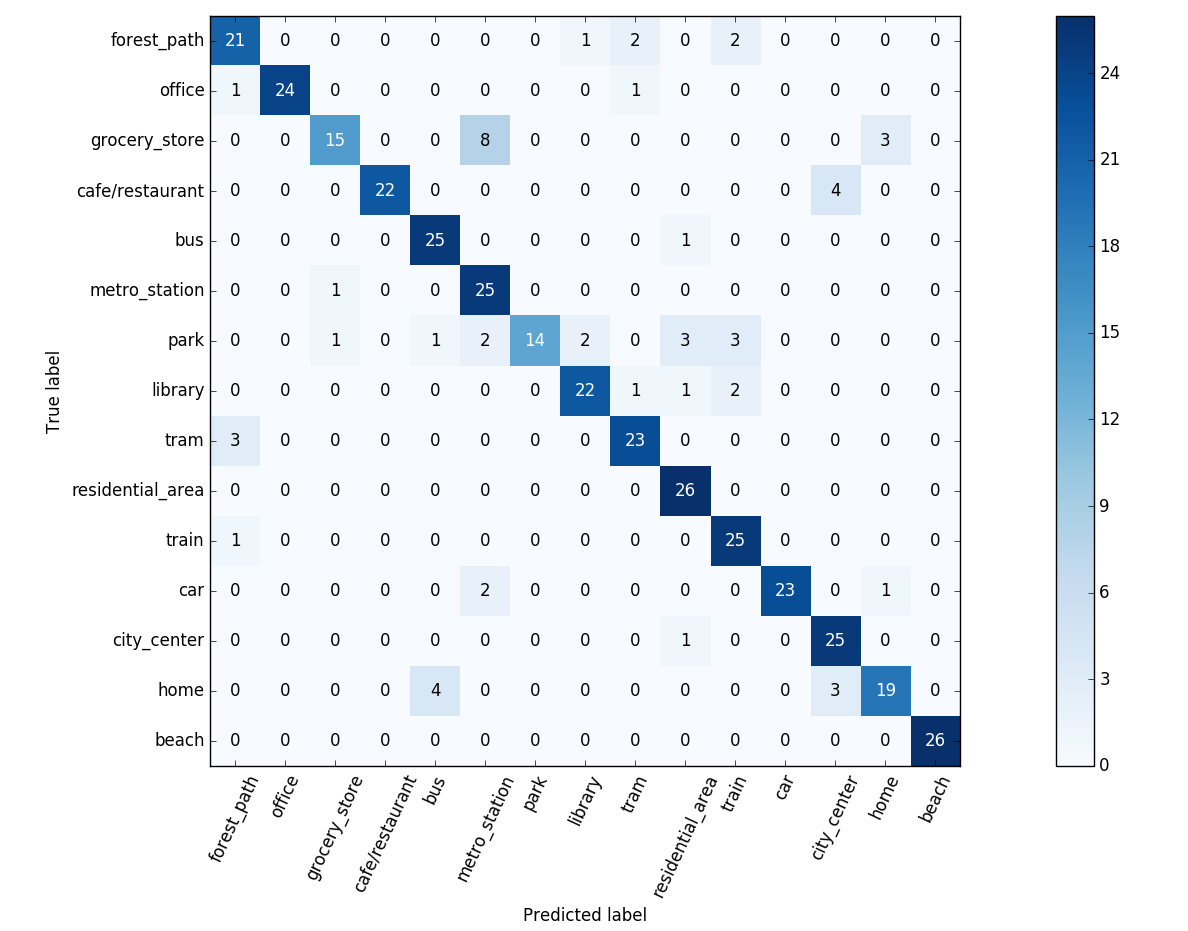 forest_path 21 0 0 0 0 0 0 1 2 0 2 0 0 0 0
office 1 24 0 0 0 0 0 0 1 0 0 0 0 0 0
grocery_store 0 0 15 0 0 8 0 0 0 0 0 0 0 3 0
cafe/restaurant 0 0 0 22 0 0 0 0 0 0 0 0 4 0 0
bus 0 0 0 0 25 0 0 0 0 1 0 0 0 0 0
metro_station 0 0 1 0 0 25 0 0 0 0 0 0 0 0 0
park 0 0 1 0 1 2 14 2 0 3 3 0 0 0 0
library 0 0 0 0 0 0 0 22 1 1 2 0 0 0 0
tram 3 0 0 0 0 0 0 0 23 0 0 0 0 0 0
residential_area 0 0 0 0 0 0 0 0 0 26 0 0 0 0 0
train 1 0 0 0 0 0 0 0 0 0 25 0 0 0 0
car 0 0 0 0 0 2 0 0 0 0 0 23 0 1 0
city_center 0 0 0 0 0 0 0 0 0 1 0 0 25 0 0
home 0 0 0 0 4 0 0 0 0 0 0 0 3 19 0
beach 0 0 0 0 0 0 0 0 0 0 0 0 0 0 26
forest_path office grocery_store cafe/restaurant bus metro_station park library tram residential_area train car city_center home beach
Predicted label
True label
24
21
18
15
12
9
6
3
0